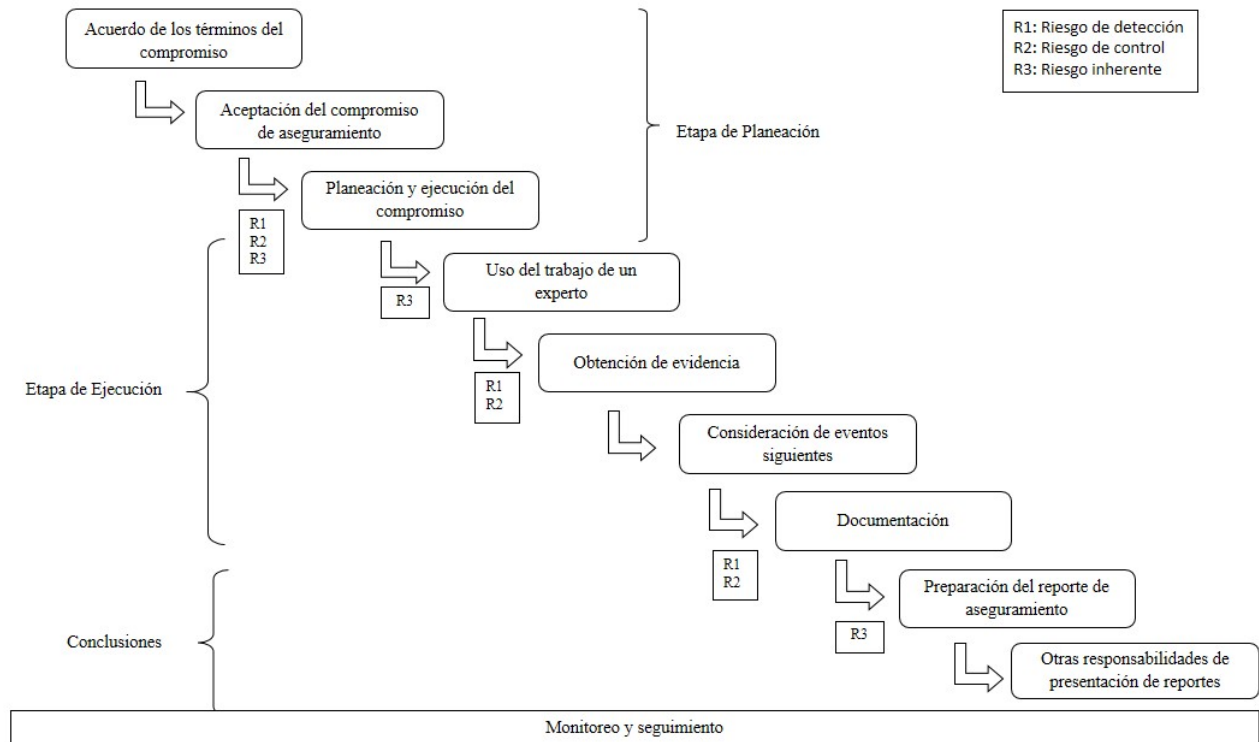 Acuerdo de los términos del
compromiso
R1: Riesgo de detección
R2: Riesgo de control
R3: Riesgo inherente
Aceptación del compromiso
de aseguramiento
Etapa de Planeación
Planeación y ejecución del
compromiso
R1
R2
R3
Uso del trabajo de un
experto
R3
Obtención de evidencia
Etapa de Ejecución
R1
R2
Consideración de eventos
siguientes
Documentación
R1
R2
Preparación del reporte de
aseguramiento
R3
Conclusiones
Otras responsabilidades de
presentación de reportes
Monitoreo y seguimiento